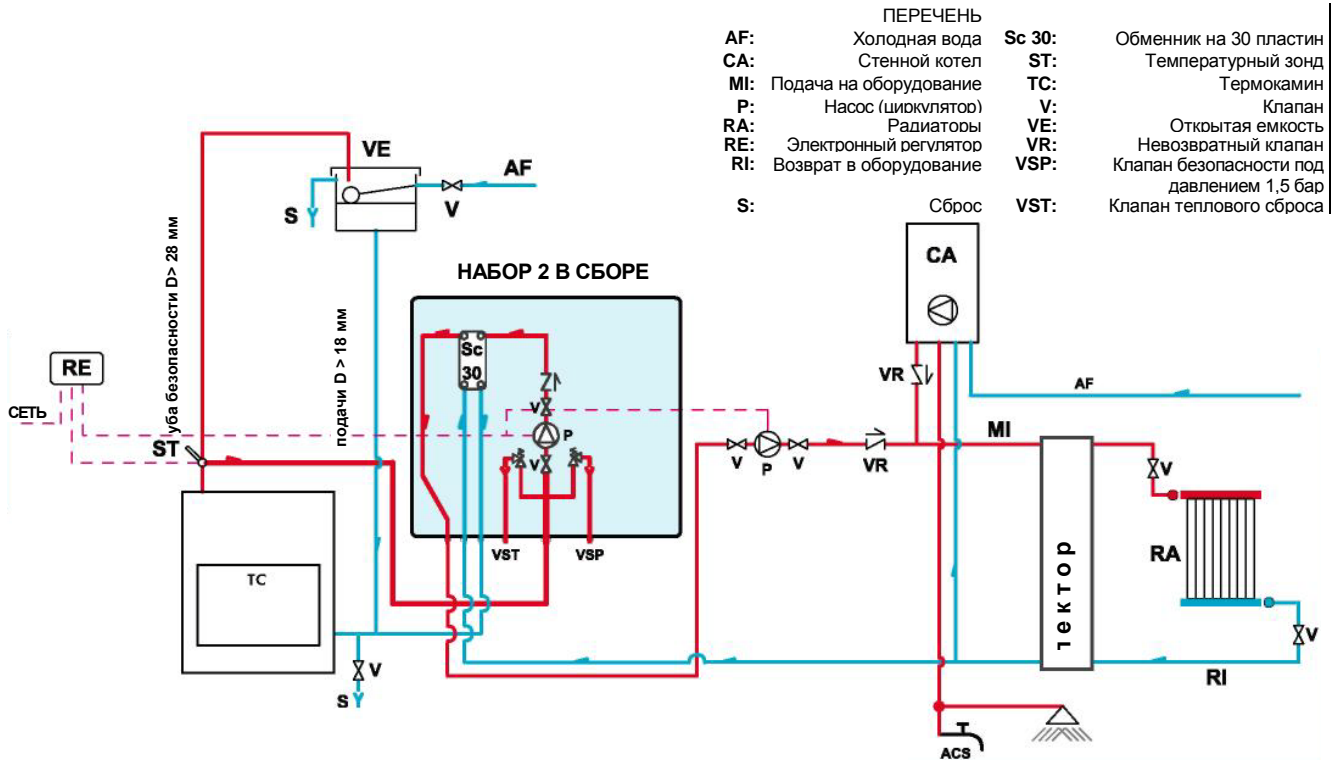 ПЕРЕЧЕНЬ
AF: Холодная вода Sc 30: Обменник на 30 пластин
CA: Стенной котел ST: Температурный зонд
MI: Подача на оборудование TC: Термокамин
P: Насос (циркулятор) V: Клапан
RA: Радиаторы VE: Открытая емкость
RE: Электронный регулятор VR: Невозвратный клапан
RI: Возврат в оборудование VSP: Клапан безопасности под
давлением 1,5 бар
S: Сброс VST: Клапан теплового сброса
VE
AF
V
S
уба безопасности D> 28 мм
подачи D > 18 мм
НАБОР 2 В СБОРЕ
CA
Sc
30
RE
СЕТЬ
ST
V
P
V
VST
VSP
VR
AF
MI
V
P
V
VR
V
RA
TC
лектор
V
S
V
RI
ACS